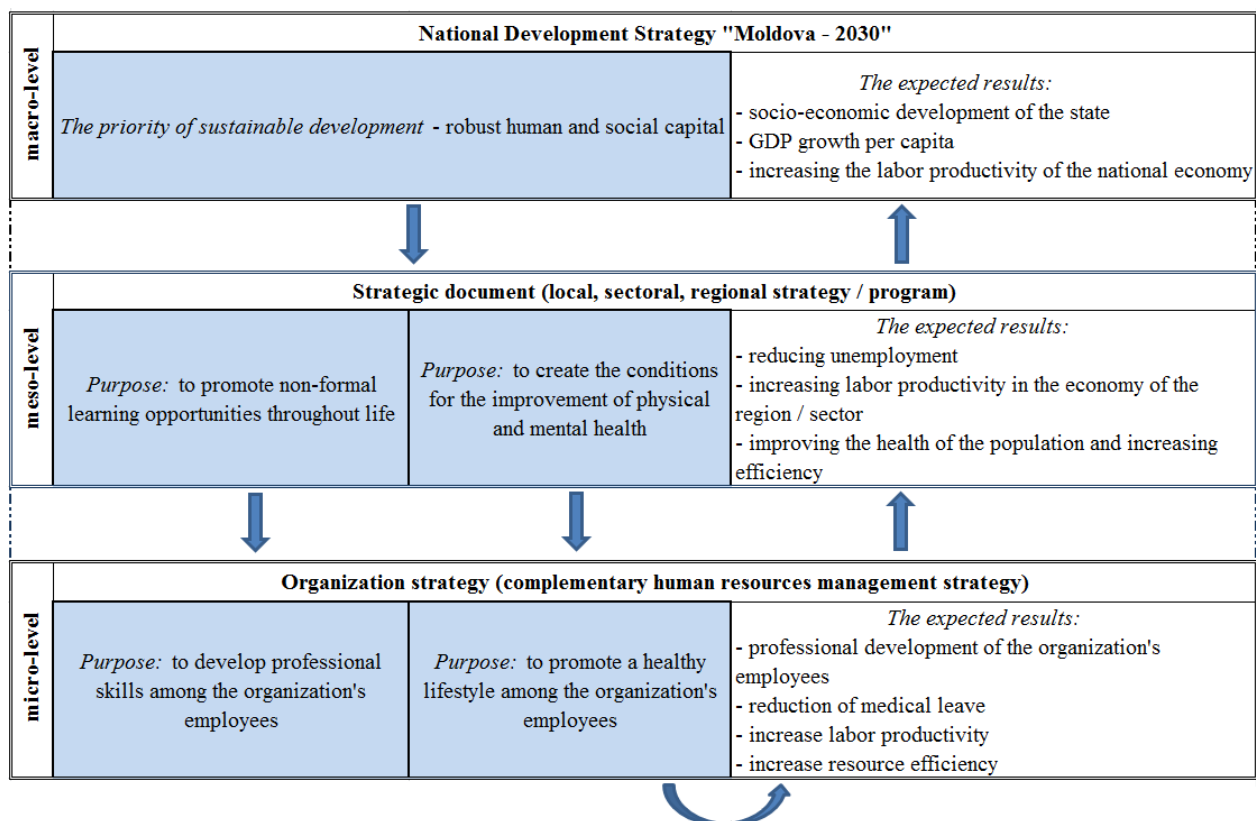 macro-level
National Development Strategy "Moldova - 2030"
The priority of sustainable development - robust human and social capital
The expected results:
- socio-economic development of the state
- GDP growth per capita
- increasing the labor productivity of the national economy
meso-level
Strategic document (local, sectoral, regional strategy / program)
Purpose: to promote non-formal
learning opportunities throughout life
Purpose: to create the conditions
for the improvement of physical
and mental health
The expected results:
- reducing unemployment
- increasing labor productivity in the economy of the
region / sector
- improving the health of the population and increasing
efficiency
micro-level
Organization strategy (complementary human resources management strategy)
Purpose: to develop professional
skills among the organization's
employees
Purpose: to promote a healthy
lifestyle among the organization's
employees
The expected results:
- professional development of the organization's
employees
- reduction of medical leave
- increase labor productivity
- increase resource efficiency